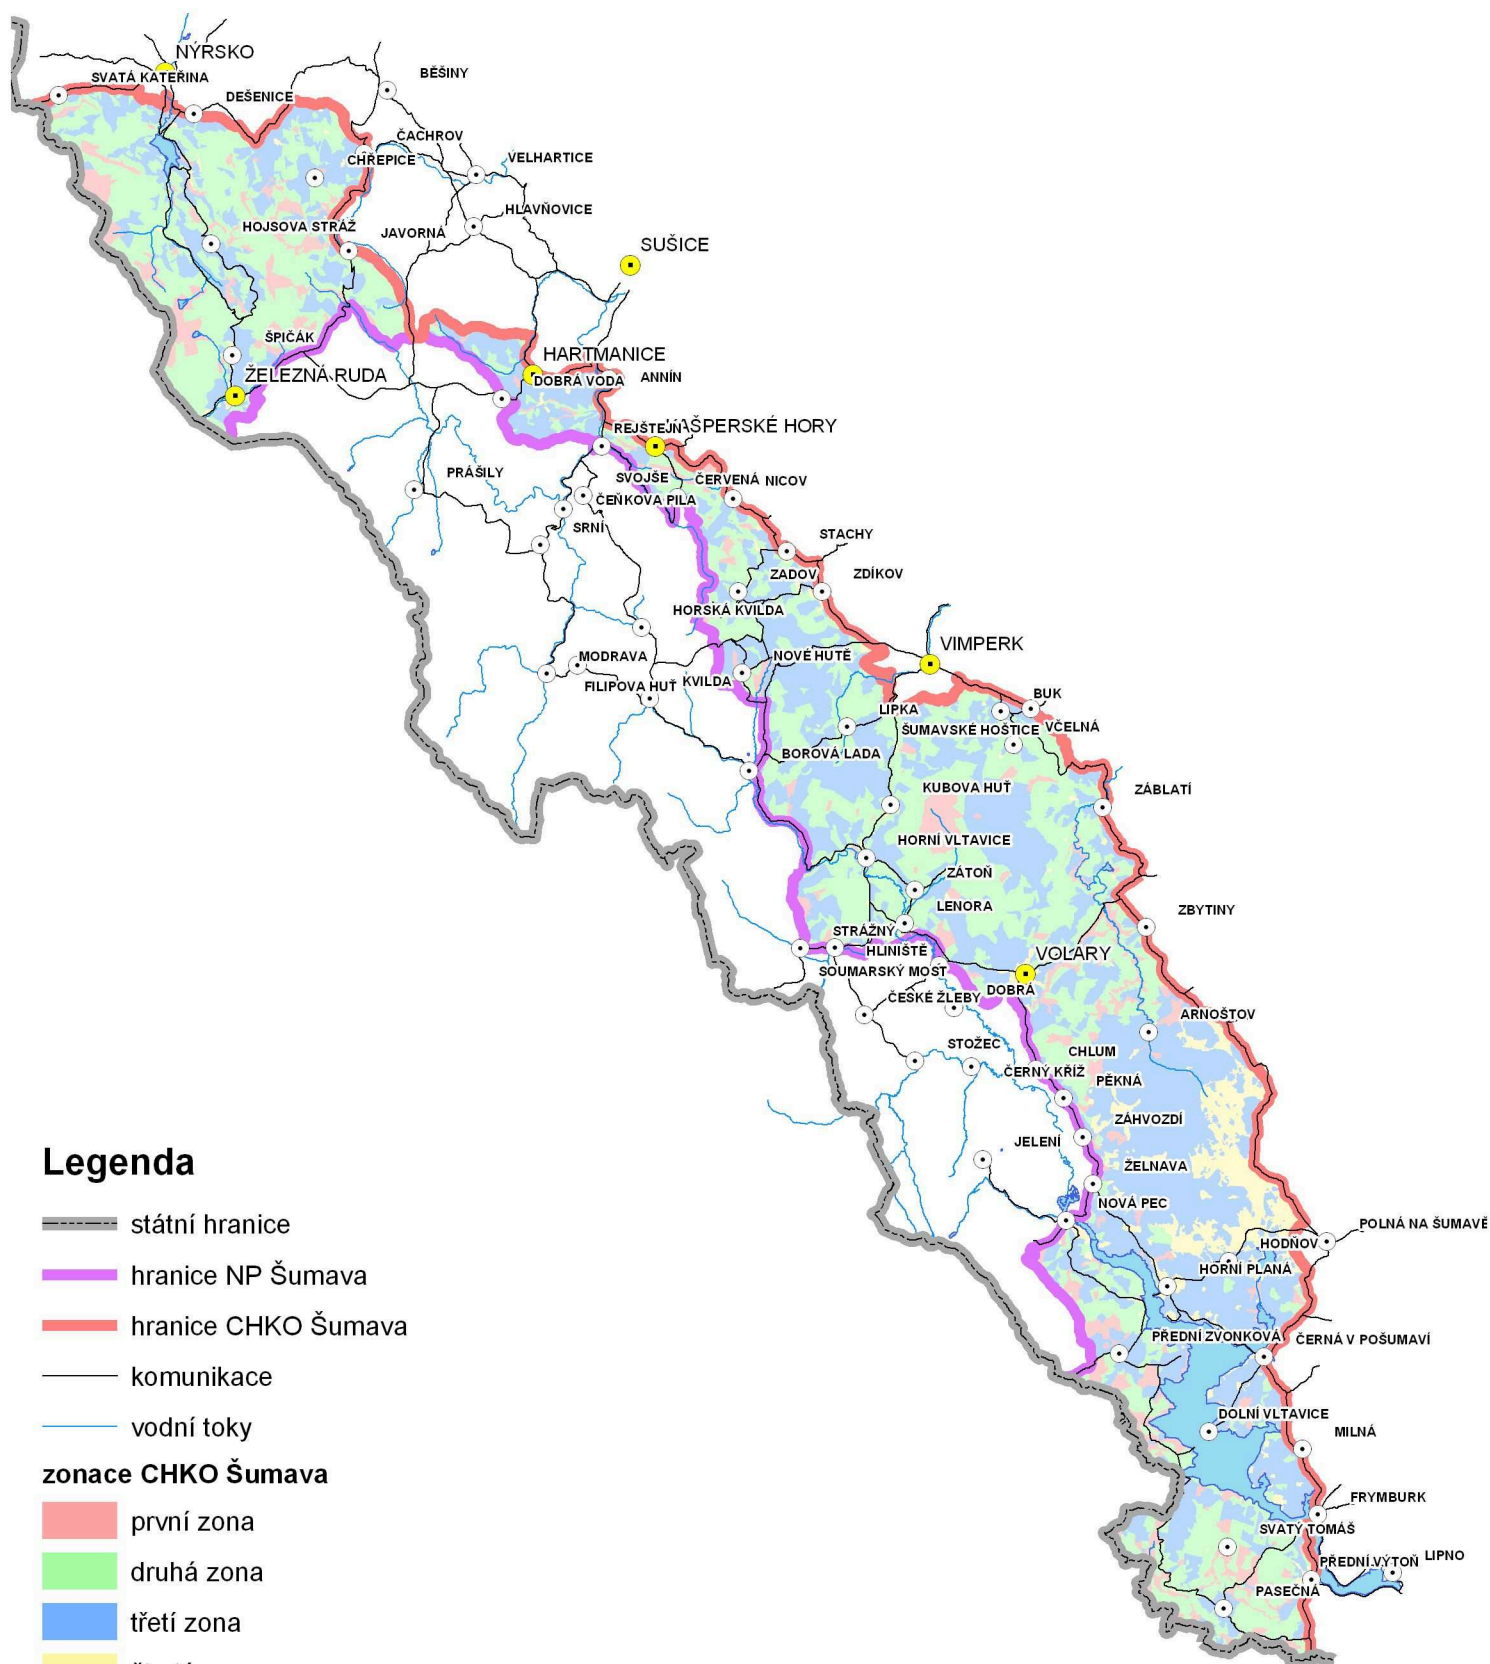 NÝRSKO
SVATÁ KATEŘINA
BĚŠINY
DEŠENICE
ČACHROV
CHŘEPICE
VELHARTICE
HLAVŇOVICE
HOJSOVA STRÁŽ
JAVORNÁ
SUŠICE
ŠPIČÁK
HARTMANICE
ŽELEZNÁ RUDA
DOBRÁ VODA
ANNÍN
REJŠTEJN
AŠPERSKÉ HORY
PRÁŠILY
SVOJŠE
ČERVENÁ
NICOV
ČEŇKOVA PILA
SRNÍ
STACHY
ZADOV
ZDÍKOV
HORSKÁ KVILDA
VIMPERK
MODRAVA
NOVÉ HUTĚ
FILIPOVA HUŤ
KVILDA
BUK
LIPKA
ŠUMAVSKÉ HOŠTICE
VČELNÁ
BOROVÁ LADA
KUBOVA HUŤ
ZÁBLATÍ
HORNÍ VLTAVICE
ZÁTOŇ
LENORA
ZBYTINY
STRÁŽNÝ
HLINIŠTĚ
VOLARY
SOUMARSKÝ MOST
DOBRÁ
ČESKÉ ŽLEBY
ARNOŠTOV
STOŽEC
CHLUM
ČERNÝ KŘÍŽ
PĚKNÁ
ZÁHVOZDÍ
JELENÍ
ŽELNAVA
NOVÁ PEC
POLNÁ NA ŠUMAVĚ
HODŇOV
HORNÍ PLANÁ
PŘEDNÍ ZVONKOVÁ
ČERNÁ V POŠUMAVÍ
DOLNÍ VLTAVICE
MILNÁ
FRYMBURK
SVATÝ TOMÁŠ
PŘEDNÍ VÝTOŇ
LIPNO
PASEČNÁ
Legenda
státní hranice
hranice NP Šumava
hranice CHKO Šumava
komunikace
vodní toky
zonace CHKO Šumava
první zona
druhá zona
třetí zona